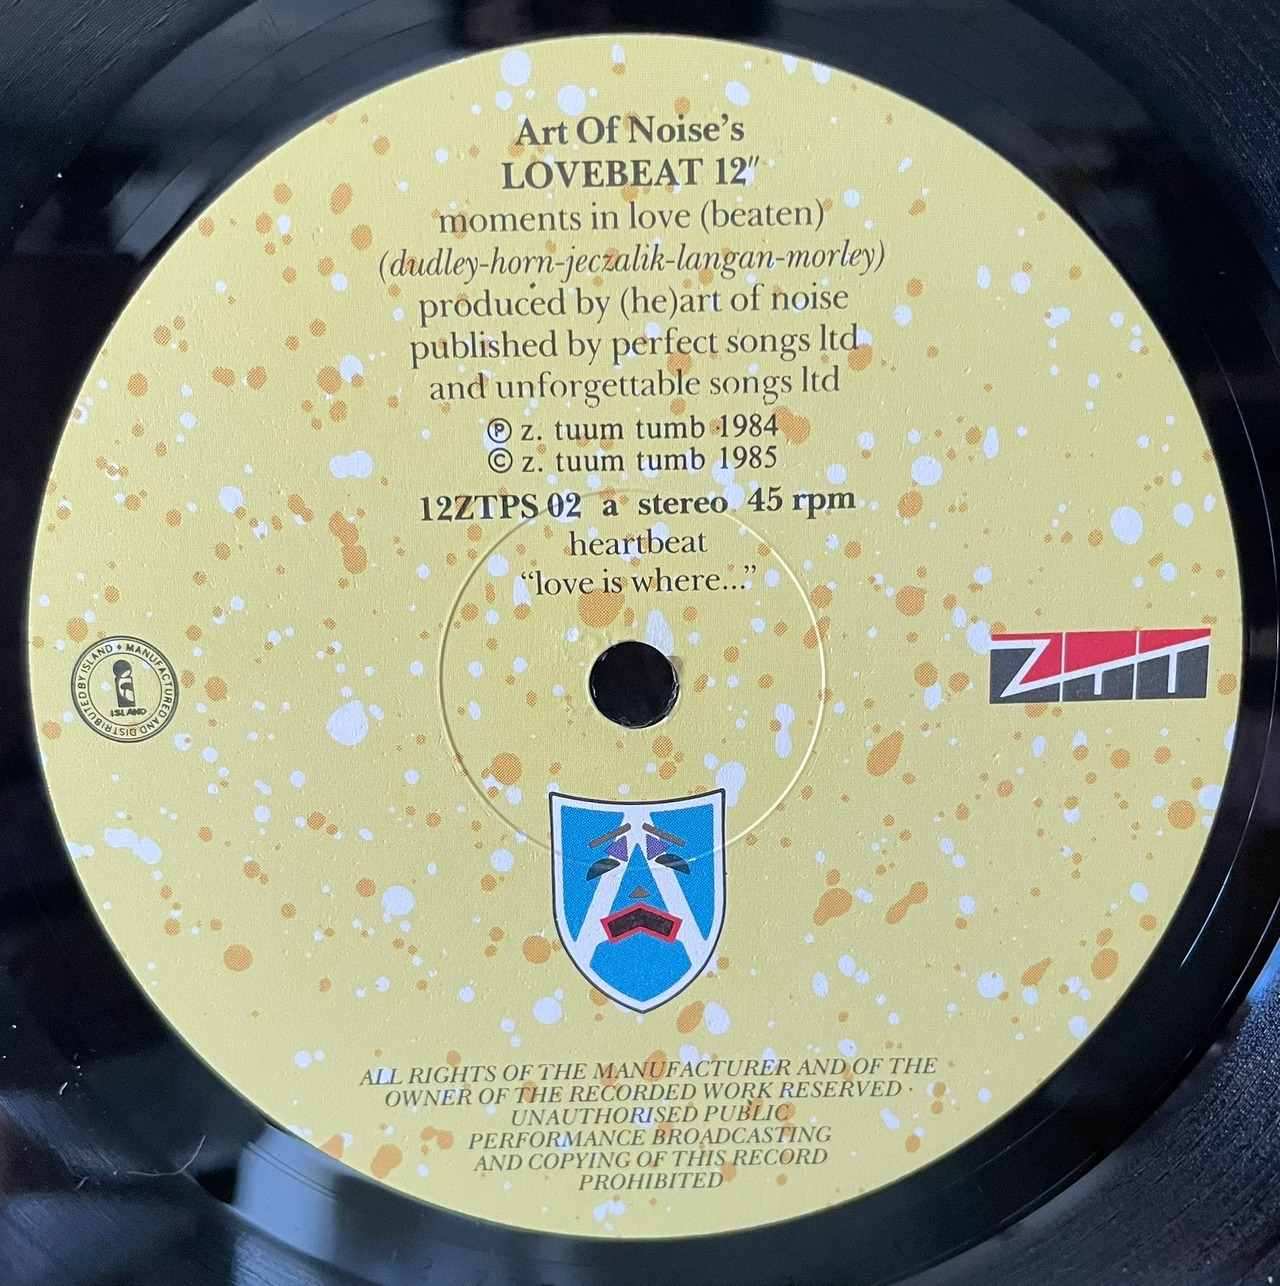 Art Of Noise's
LOVEBEAT 12"
moments in love (beaten)
(dudley-horn-jeczalik-langan-morley)
produced by (he)art of noise
published by perfect songs ltd
and unforgettable songs ltd
℗ z. tuum tumb 1984
© z. tuum tumb 1985
12ZTPS 02 a stereo 45 rpm
heartbeat
“love is where...”
MANUFACTURED AND DISTRIBUTED BY ISLAND •
ISLAND
ZTT
ALL RIGHTS OF THE MANUFACTURER AND OF THE
OWNER OF THE RECORDED WORK RESERVED ·
UNAUTHORISED PUBLIC
PERFORMANCE BROADCASTING
AND COPYING OF THIS RECORD
PROHIBITED